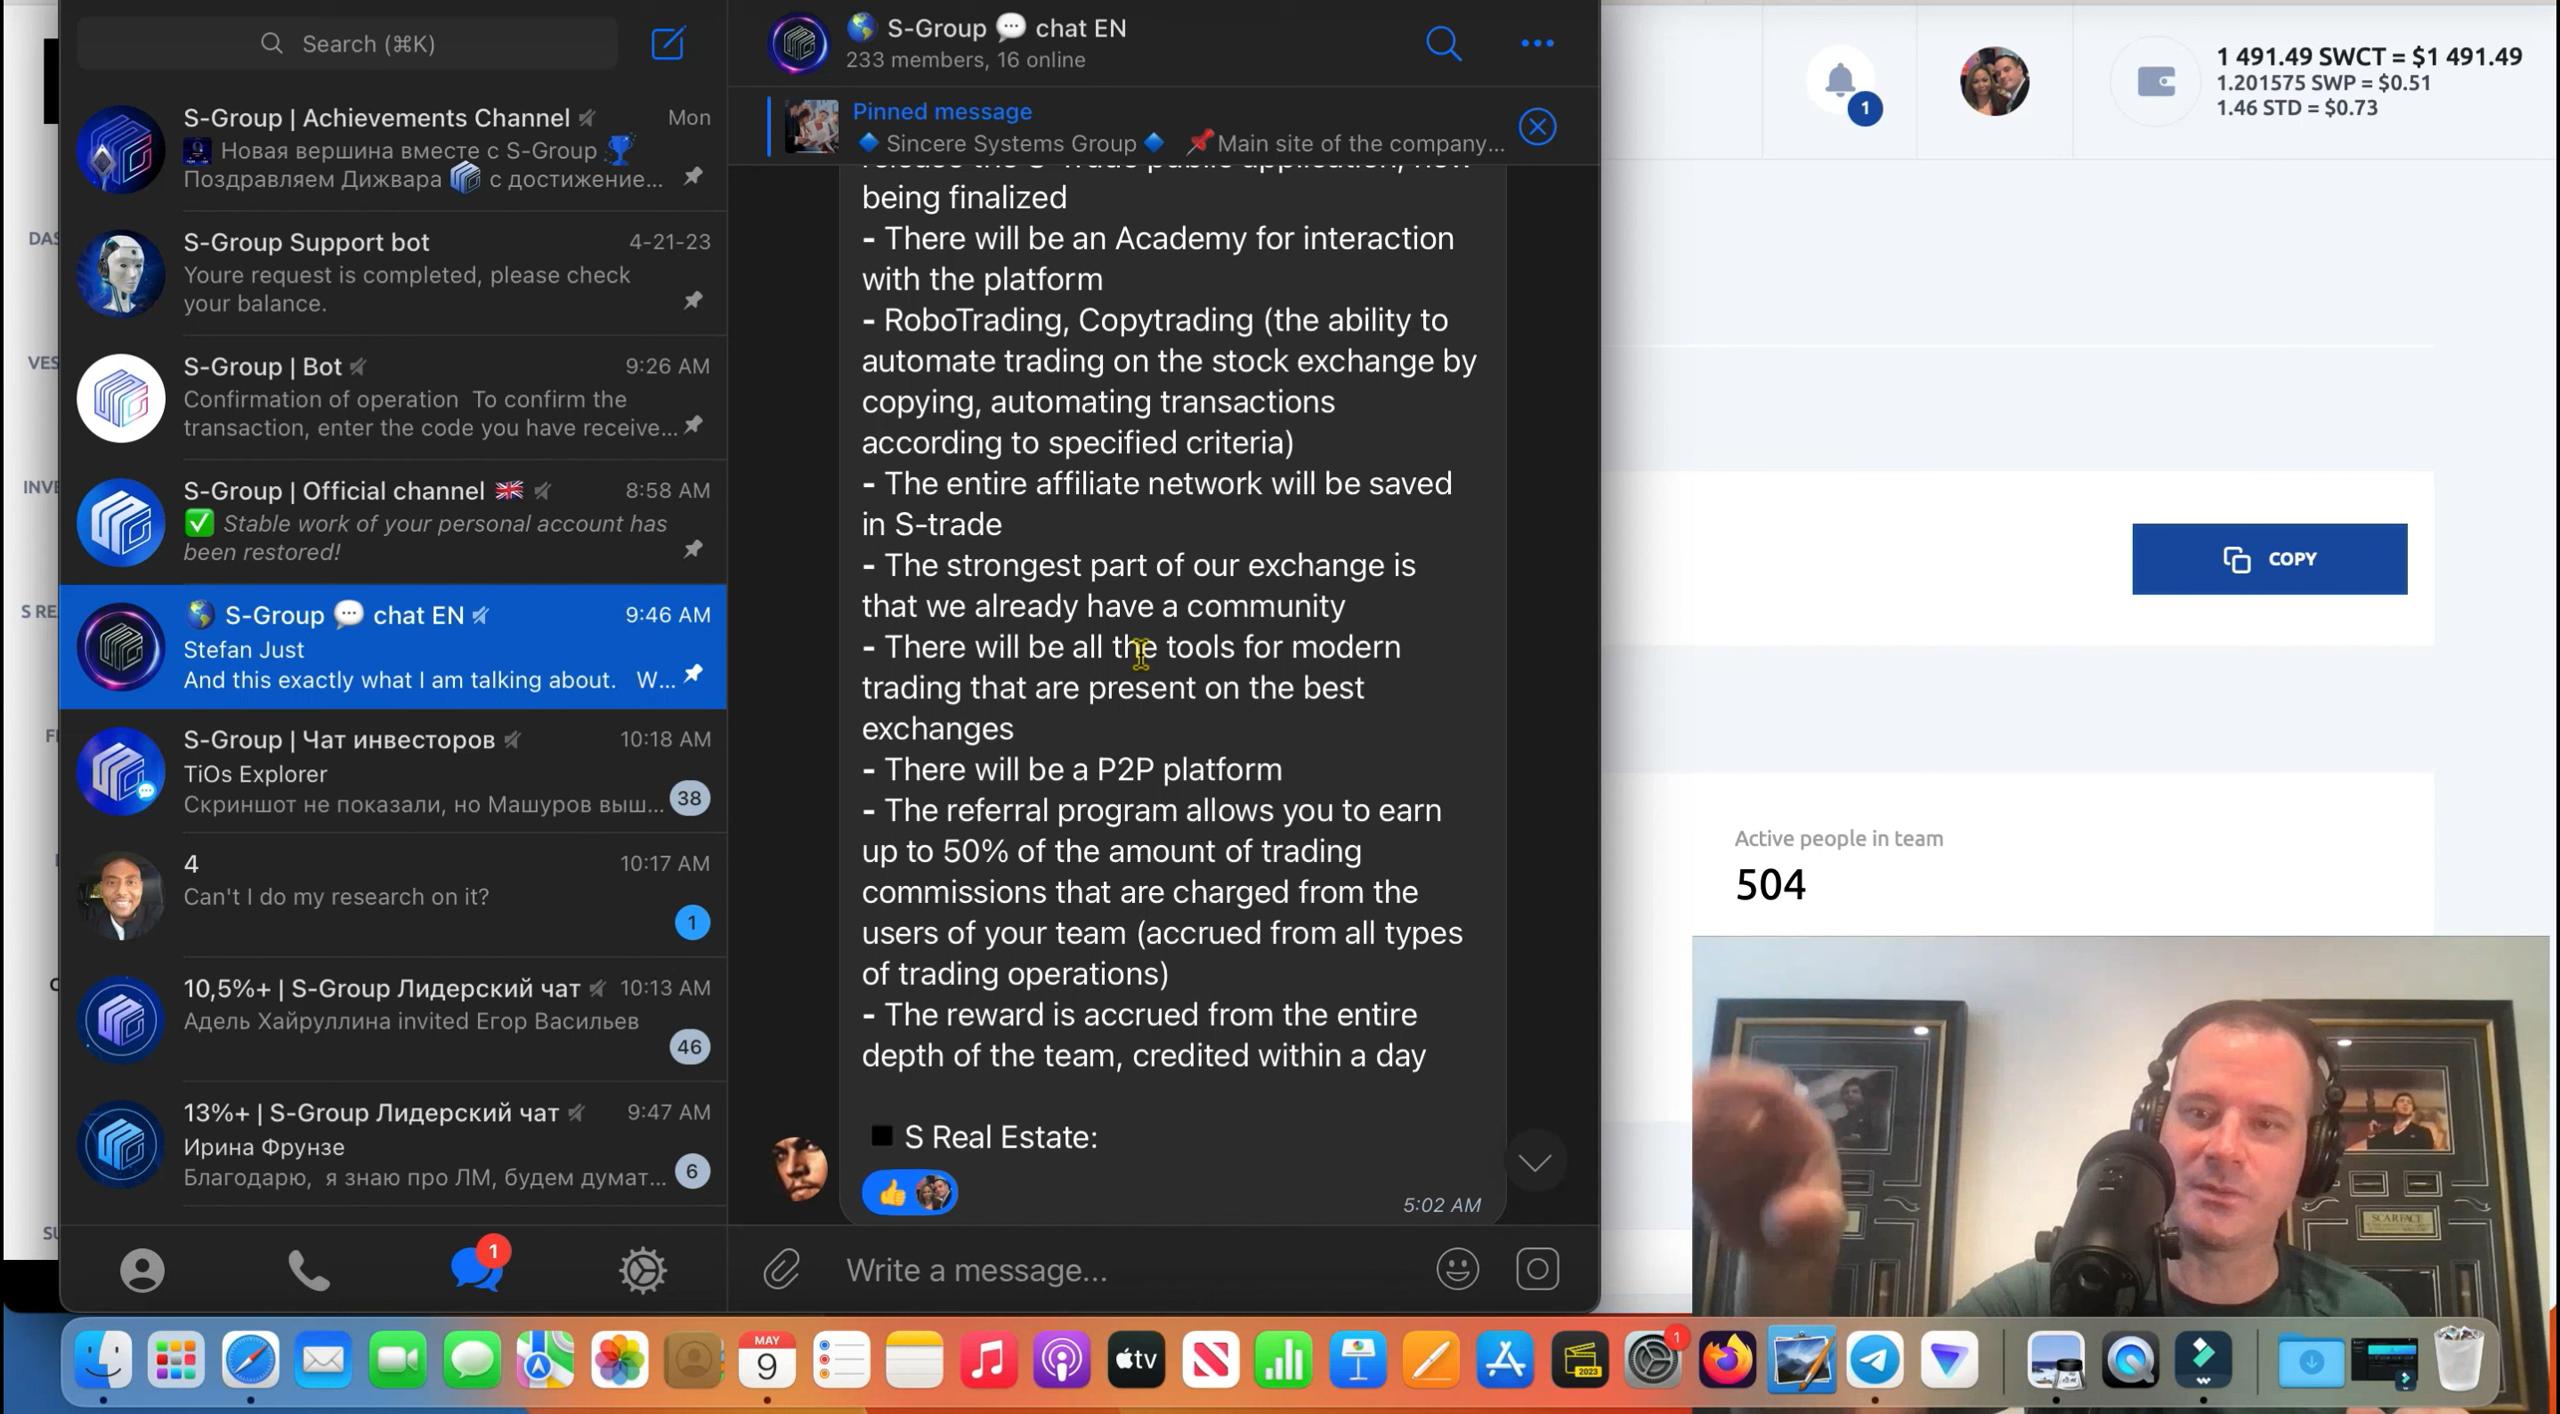 Search (⌘K)
S-Group | Achievements Channel
Mon
Новая вершина вместе с S-Group
Поздравляем Дижвара с достижение...
S-Group Support bot
4-21-23
Youre request is completed, please check
your balance.
S-Group | Bot
9:26 AM
Confirmation of operation To confirm the
transaction, enter the code you have receive...
S-Group | Official channel
8:58 AM
Stable work of your personal account has
been restored!
S-Group 💬 chat EN
9:46 AM
Stefan Just
And this exactly what I am talking about. W...
S-Group | Чат инвесторов
10:18 AM
TiOs Explorer
Скриншот не показали, но Машуров выш...
38
4
10:17 AM
Can't I do my research on it?
1
10,5%+ | S-Group Лидерский чат
10:13 AM
Адель Хайруллина invited Егор Васильев
46
13%+ | S-Group Лидерский чат
9:47 AM
Ирина Фрунзе
Благодарю, я знаю про ЛМ, будем думат...
6
1
S-Group 💬 chat EN
233 members, 16 online
Pinned message
🔷 Sincere Systems Group 🔷 📌Main site of the company...
being finalized
- There will be an Academy for interaction
with the platform
- RoboTrading, Copytrading (the ability to
automate trading on the stock exchange by
copying, automating transactions
according to specified criteria)
- The entire affiliate network will be saved
in S-trade
- The strongest part of our exchange is
that we already have a community
- There will be all the tools for modern
trading that are present on the best
exchanges
- There will be a P2P platform
- The referral program allows you to earn
up to 50% of the amount of trading
commissions that are charged from the
users of your team (accrued from all types
of trading operations)
- The reward is accrued from the entire
depth of the team, credited within a day
S Real Estate:
5:02 AM
Write a message...
1
1 491.49 SWCT = $1 491.49
1.201575 SWP = $0.51
1.46 STD = $0.73
COPY
Active people in team
504
SCARFACE
MAY
9
tv
2023
1